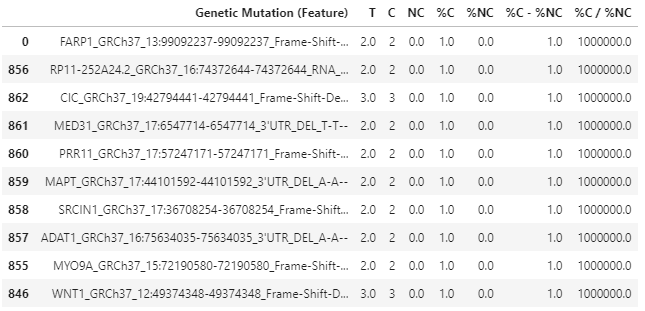 Genetic Mutation (Feature) T C NC %C %NC %C - %NC %C / %NC
0 FARP1_GRCh37_13:99092237-99092237_Frame-Shift-... 2.0 2 0.0 1.0 0.0 1.0 1000000.0
856 RP11-252A24.2_GRCh37_16:74372644-74372644_RNA_... 2.0 2 0.0 1.0 0.0 1.0 1000000.0
862 CIC_GRCh37_19:42794441-42794441_Frame-Shift-De... 3.0 3 0.0 1.0 0.0 1.0 1000000.0
861 MED31_GRCh37_17:6547714-6547714_3'UTR_DEL_T-T-- 2.0 2 0.0 1.0 0.0 1.0 1000000.0
860 PRR11_GRCh37_17:57247171-57247171_Frame-Shift-... 2.0 2 0.0 1.0 0.0 1.0 1000000.0
859 MAPT_GRCh37_17:44101592-44101592_3'UTR_DEL_A-A-- 2.0 2 0.0 1.0 0.0 1.0 1000000.0
858 SRCIN1_GRCh37_17:36708254-36708254_Frame-Shift... 2.0 2 0.0 1.0 0.0 1.0 1000000.0
857 ADAT1_GRCh37_16:75634035-75634035_3'UTR_DEL_A-A-- 2.0 2 0.0 1.0 0.0 1.0 1000000.0
855 MYO9A_GRCh37_15:72190580-72190580_Frame-Shift-... 2.0 2 0.0 1.0 0.0 1.0 1000000.0
846 WNT1_GRCh37_12:49374348-49374348_Frame-Shift-D... 3.0 3 0.0 1.0 0.0 1.0 1000000.0